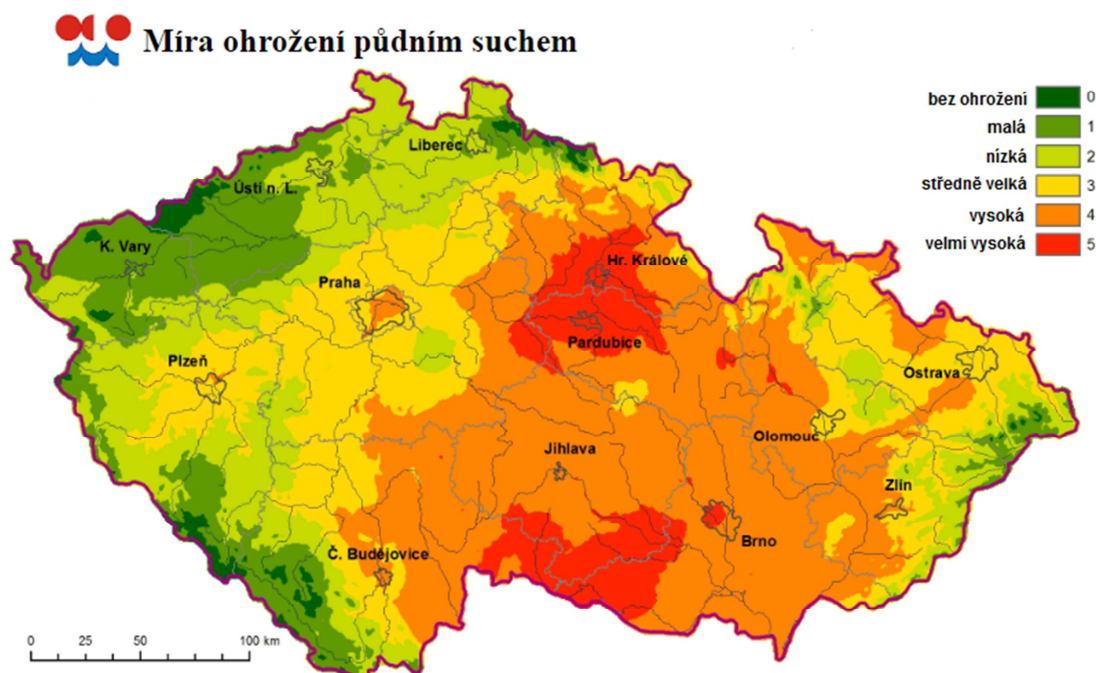 Míra ohrožení půdním suchem
bez ohrožení 0
malá 1
nízká 2
středně velká 3
vysoká 4
velmi vysoká 5
Liberec
Ústí n. L.
K. Vary
Hr. Králové
Praha
Pardubice
Plzeň
Ostrava
Olomouc
Jihlava
Zlín
Brno
Č. Budějovice
0 25 50 100 km